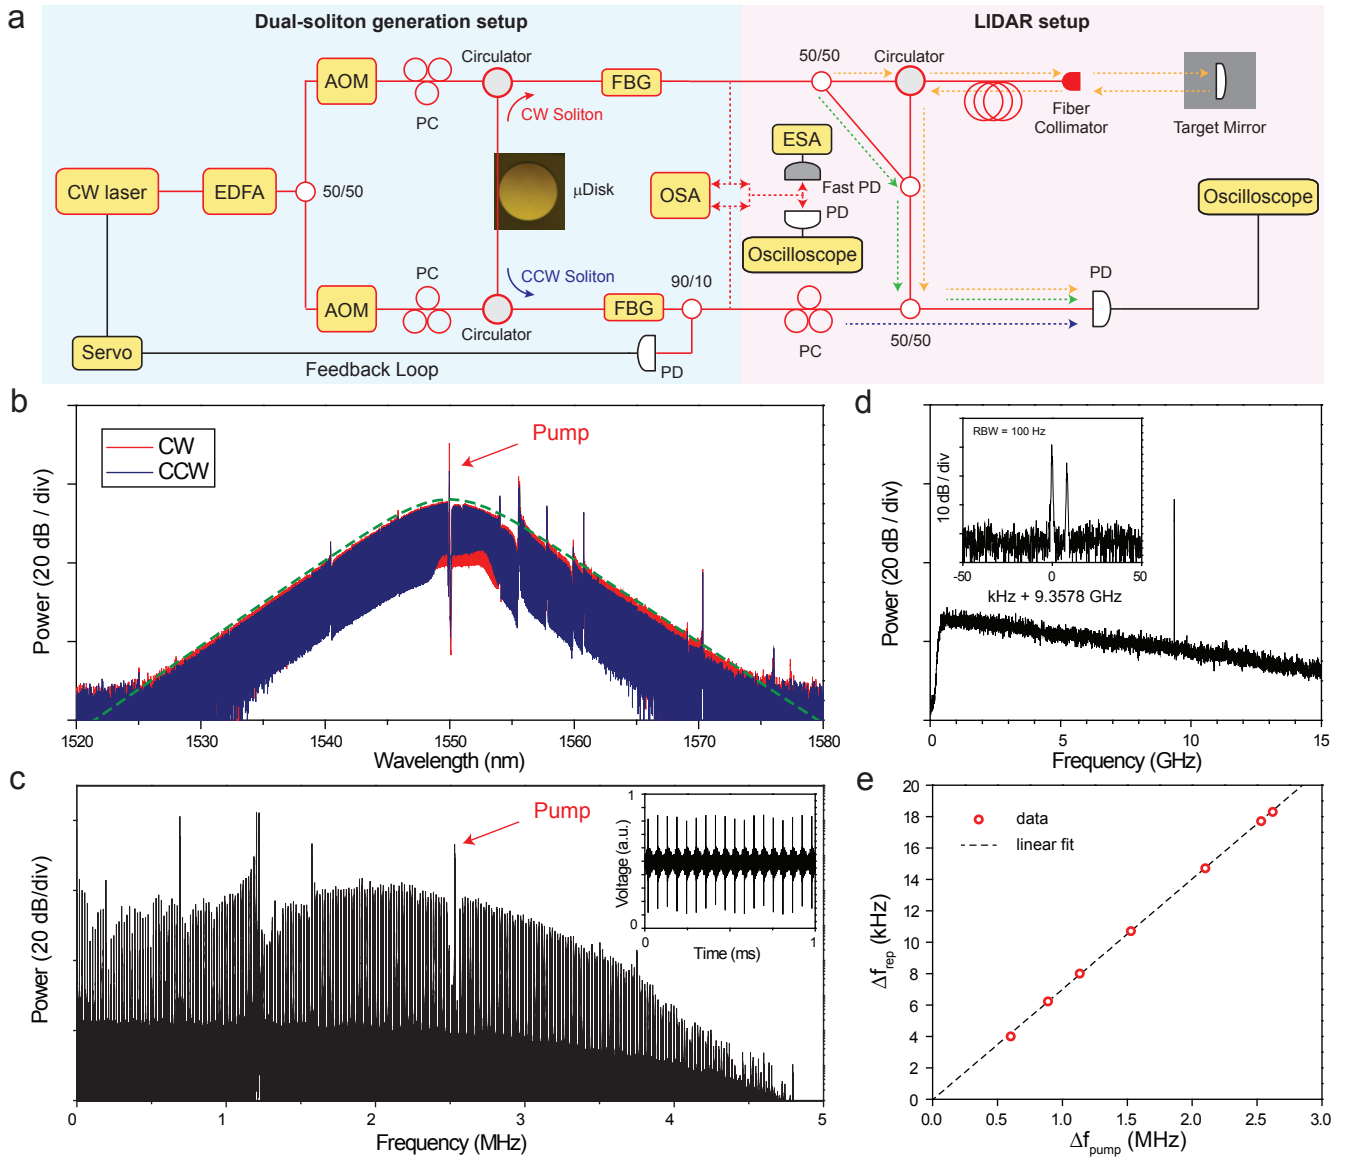 a
Dual-soliton generation setup
LIDAR setup
AOM
PC
Circulator
FBG
CW Soliton
50/50
Circulator
Fiber
Collimator
Target Mirror
ESA
Fast PD
CW laser
EDFA
50/50
μDisk
OSA
PD
Oscilloscope
Oscilloscope
AOM
PC
CCW Soliton
Circulator
FBG
90/10
PC
50/50
PD
Servo
Feedback Loop
PD
b
CW
CCW
Pump
Power (20 dB / div)
1520
1530
1540
1550
1560
1570
1580
Wavelength (nm)
c
Pump
Power (20 dB/div)
0
1
2
3
4
5
Frequency (MHz)
1
Voltage (a.u.)
0
0
1
Time (ms)
d
RBW = 100 Hz
10 dB / div
-50
0
50
kHz + 9.3578 GHz
Power (20 dB / div)
0
5
10
15
Frequency (GHz)
e
data
linear fit
Δf_rep (kHz)
20
18
16
14
12
10
8
6
4
2
0
0.0
0.5
1.0
1.5
2.0
2.5
3.0
Δf_pump (MHz)